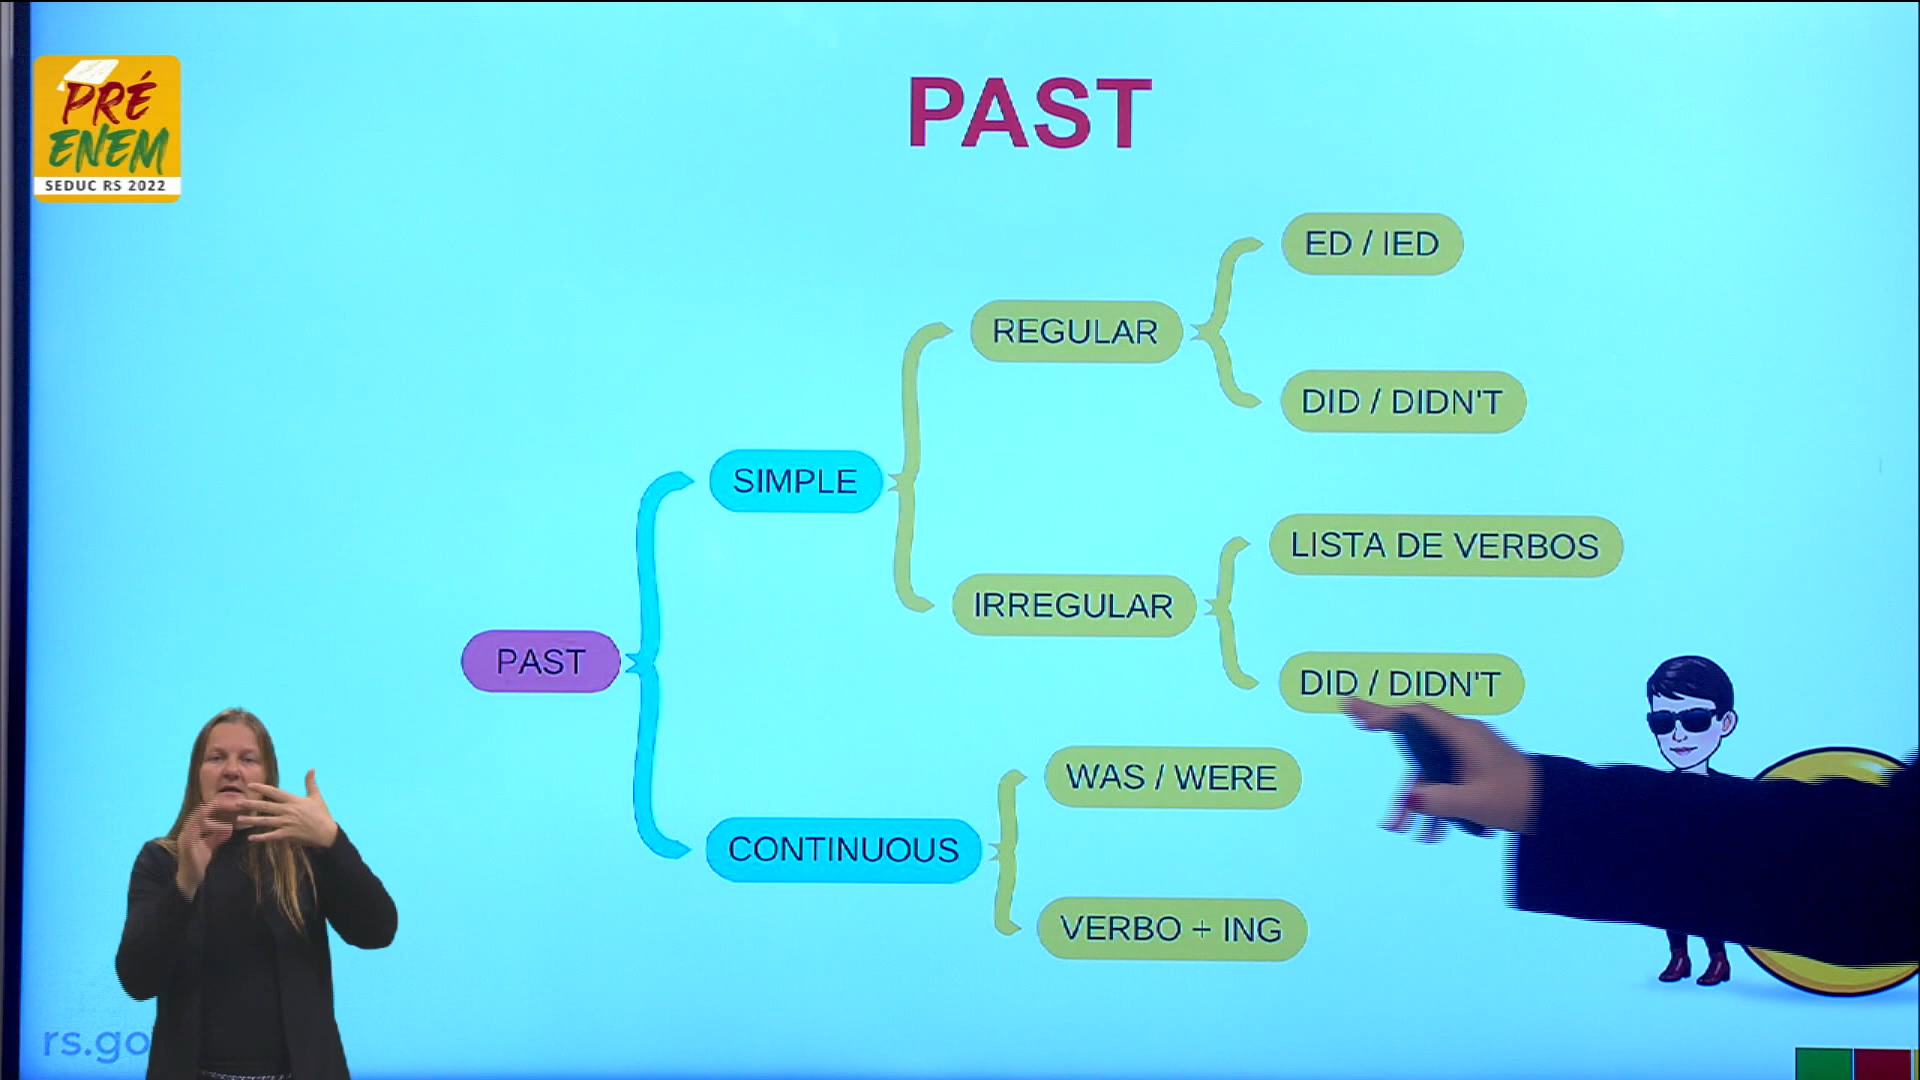 PRÉ
ENEM
SEDUC RS 2022
PAST
ED / IED
REGULAR
DID / DIDN'T
SIMPLE
LISTA DE VERBOS
IRREGULAR
DID / DIDN'T
PAST
WAS / WERE
CONTINUOUS
VERBO + ING
rs.go